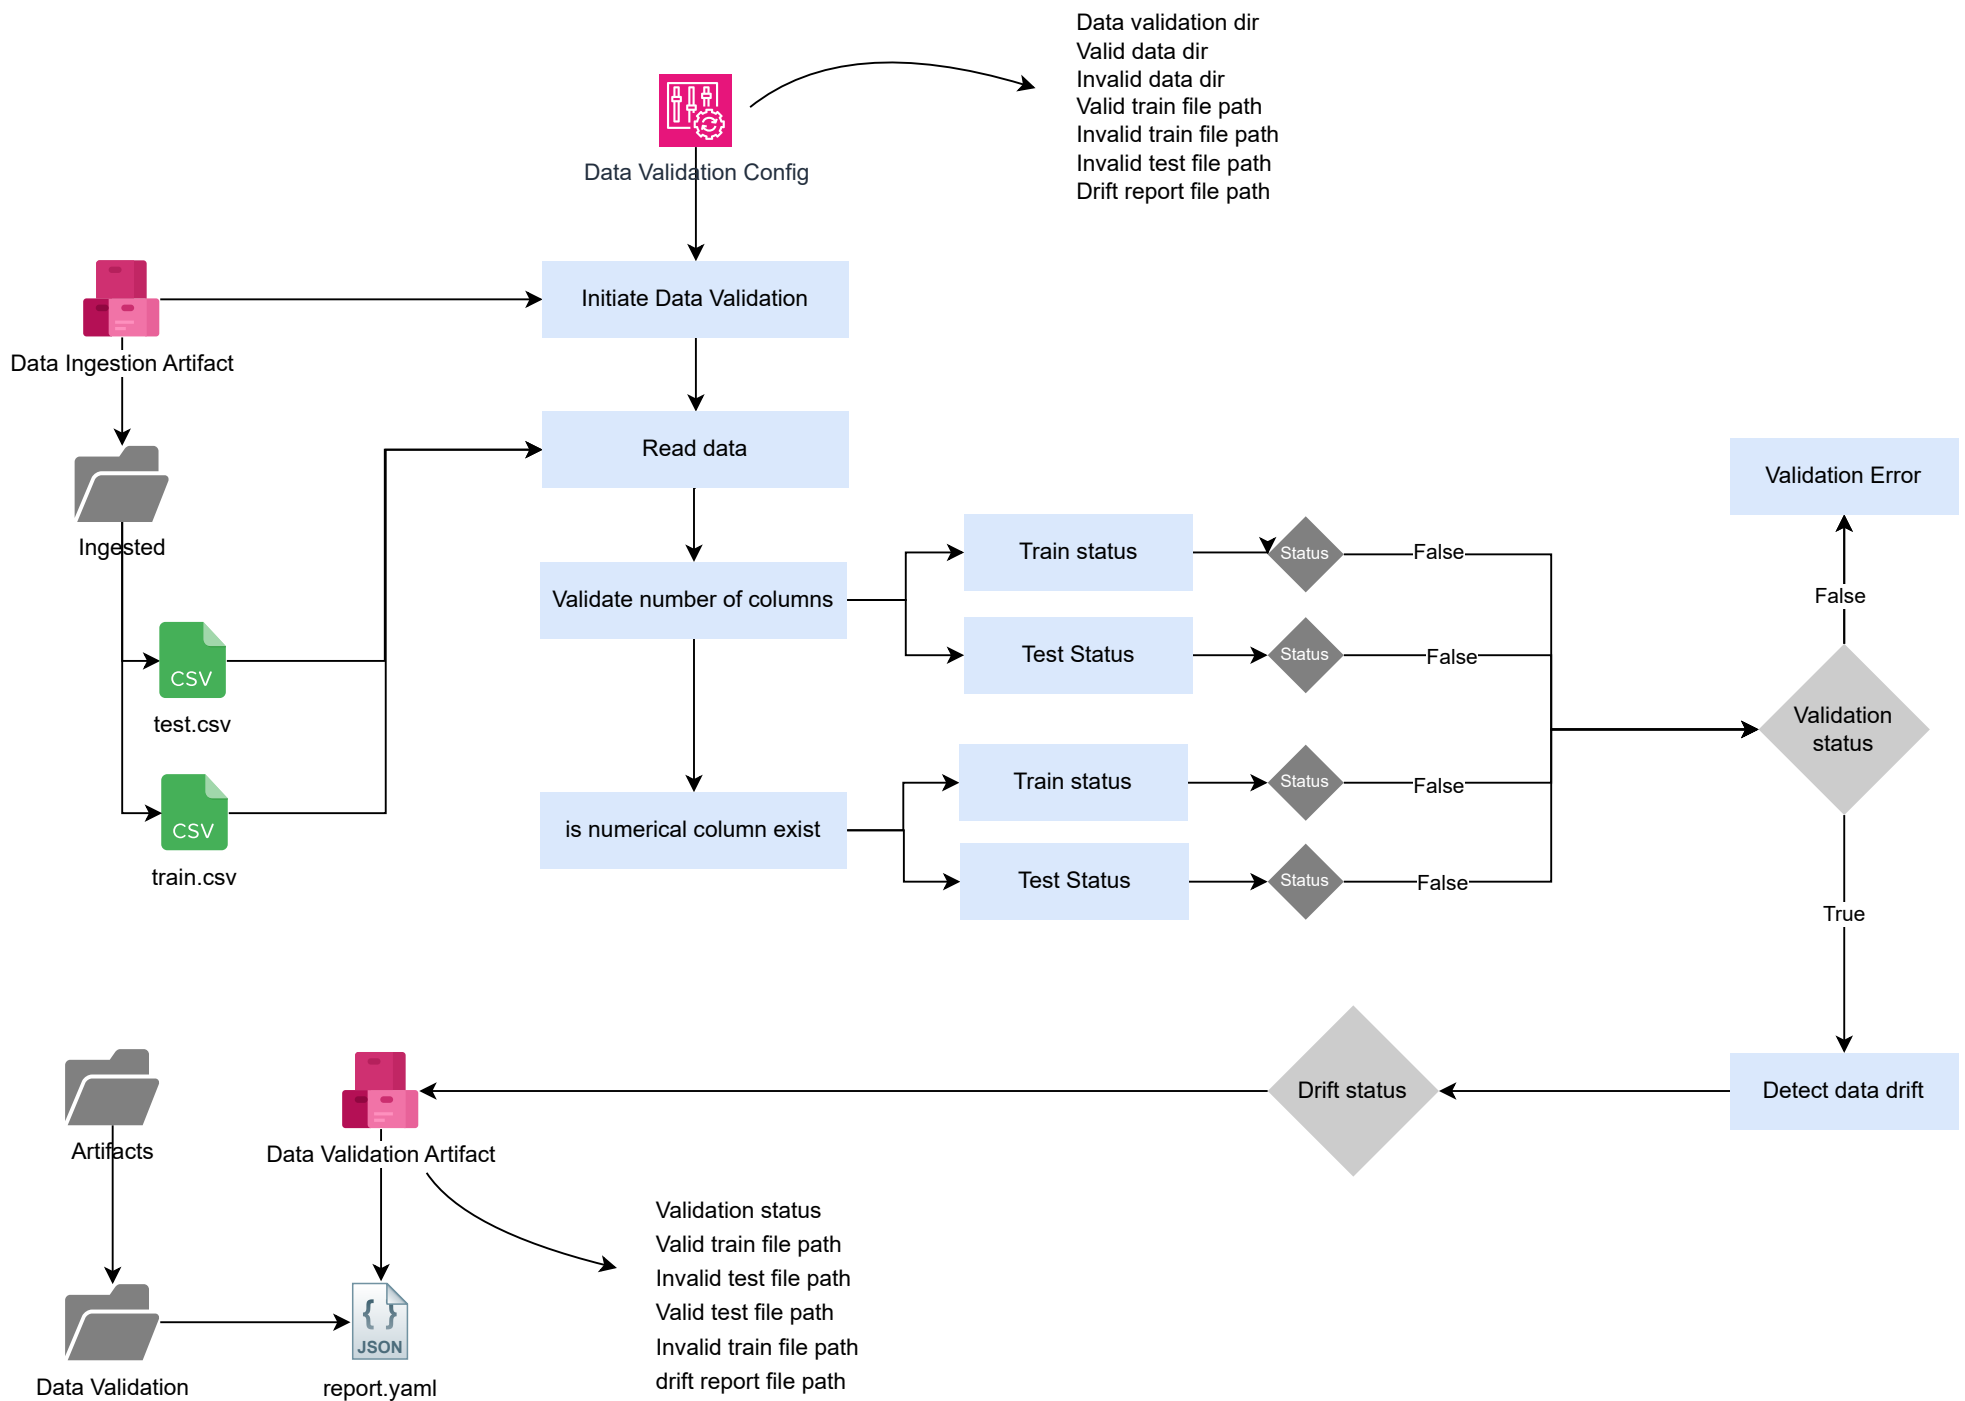 Data validation dir
Valid data dir
Invalid data dir
Valid train file path
Invalid train file path
Invalid test file path
Drift report file path
Data Validation Config
Initiate Data Validation
Data Ingestion Artifact
Read data
Validation Error
Ingested
Train status
Status
False
Validate number of columns
False
Test Status
Status
False
CSV
test.csv
Validation
status
Train status
Status
False
CSV
is numerical column exist
train.csv
Test Status
Status
False
True
Drift status
Detect data drift
Artifacts
Data Validation Artifact
Validation status
Valid train file path
Invalid test file path
Valid test file path
Invalid train file path
drift report file path
{ }
JSON
Data Validation
report.yaml